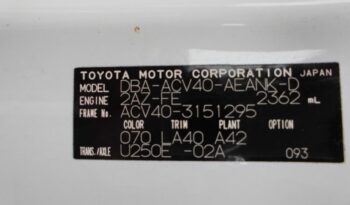 TOYOTA MOTOR CORPORATION JAPAN
MODEL DBA-ACV40-AEANK-D
ENGINE 2AZ-FE 2362 mL
FRAME No. ACV40-3151295
COLOR TRIM PLANT OPTION
070 LA40 A42
TRANS./AXLE U250E -02A 093